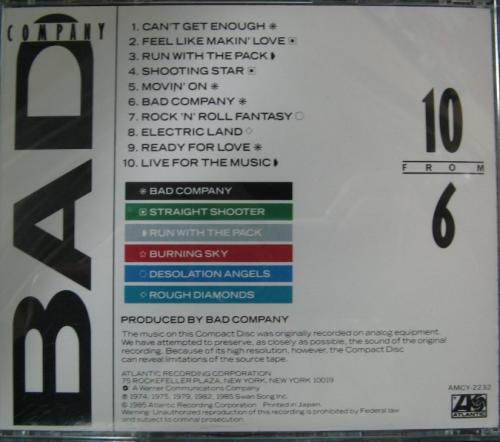 BAD
COMPANY
1. CAN'T GET ENOUGH ✳
2. FEEL LIKE MAKIN' LOVE ▣
3. RUN WITH THE PACK ◗
4. SHOOTING STAR ▣
5. MOVIN' ON ✳
6. BAD COMPANY ✳
7. ROCK 'N' ROLL FANTASY ○
8. ELECTRIC LAND ◇
9. READY FOR LOVE ✳
10. LIVE FOR THE MUSIC ◗
10
FROM
6
✳ BAD COMPANY
▣ STRAIGHT SHOOTER
◗ RUN WITH THE PACK
☆ BURNING SKY
○ DESOLATION ANGELS
◇ ROUGH DIAMONDS
PRODUCED BY BAD COMPANY
The music on this Compact Disc was originally recorded on analog equipment.
We have attempted to preserve, as closely as possible, the sound of the original
recording. Because of its high resolution, however, the Compact Disc
can reveal limitations of the source tape.
ATLANTIC RECORDING CORPORATION
75 ROCKEFELLER PLAZA, NEW YORK, NEW YORK 10019
A Warner Communications Company
℗ 1974, 1975, 1979, 1982, 1985 Swan Song Inc.
© 1985 Atlantic Recording Corporation Printed in Japan.
Warning: Unauthorized reproduction of this recording is prohibited by Federal law
and subject to criminal prosecution.
AMCY-2232
ATLANTIC